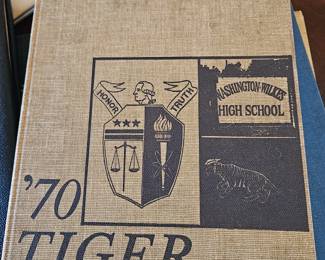 HONOR TRUTH
WASHINGTON-WILKES
HIGH SCHOOL
'70
TIGER